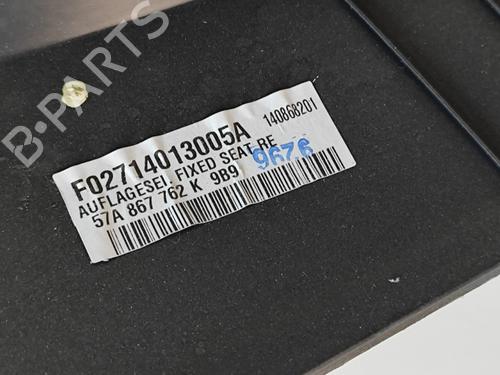 B-PARTS
140868201
F02714013005A
AUFLAGESEI. FIXED SEAT RE
57A 867 762 K 9B9
9676